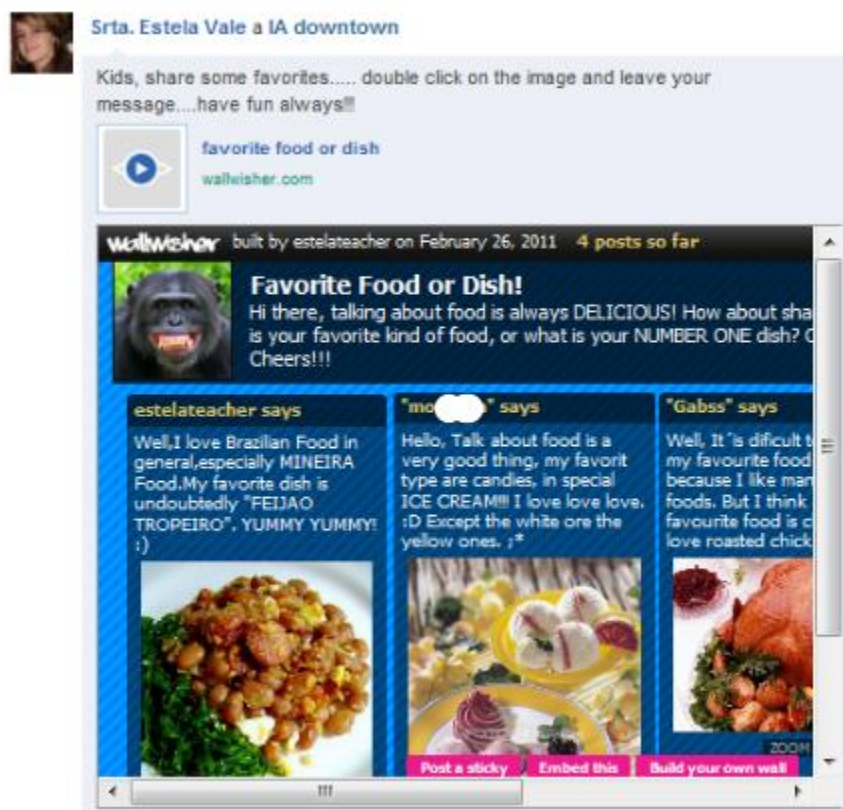 Srta. Estela Vale a IA downtown
Kids, share some favorites..... double click on the image and leave your
message....have fun always!!!
favorite food or dish
wallwisher.com
wallwisher built by estelateacher on February 26, 2011 4 posts so far
Favorite Food or Dish!
Hi there, talking about food is always DELICIOUS! How about sha
is your favorite kind of food, or what is your NUMBER ONE dish? C
Cheers!!!
estelateacher says
Well,I love Brazilian Food in
general,especially MINEIRA
Food.My favorite dish is
undoubtedly "FEIJAO
TROPEIRO". YUMMY YUMMY!
:)
"mo " says
Hello, Talk about food is a
very good thing, my favorit
type are candies, in special
ICE CREAM!!! I love love love.
:D Except the white ore the
yellow ones. ;*
"Gabss" says
Well, It´s dificult t
my favourite food
because I like man
foods. But I think
favourite food is c
love roasted chick
ZOOM
Post a sticky Embed this Build your own wall